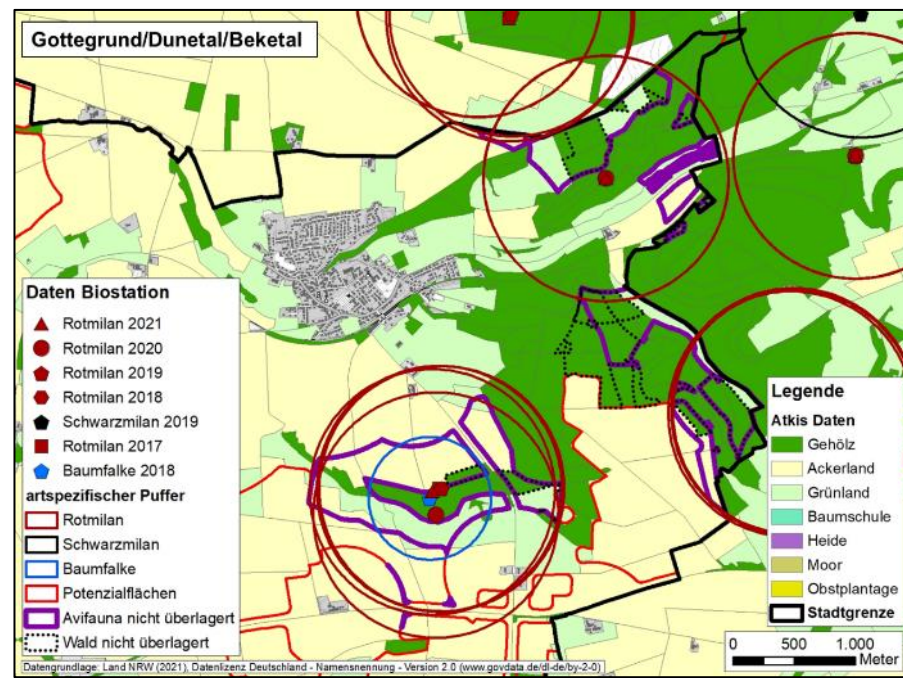 Gottegrund/Dunetal/Beketal
Daten Biostation
Rotmilan 2021
Rotmilan 2020
Rotmilan 2019
Rotmilan 2018
Schwarzmilan 2019
Rotmilan 2017
Baumfalke 2018
artspezifischer Puffer
Rotmilan
Schwarzmilan
Baumfalke
Potenzialflächen
Avifauna nicht überlagert
Wald nicht überlagert
Legende
Atkis Daten
Gehölz
Ackerland
Grünland
Baumschule
Heide
Moor
Obstplantage
Stadtgrenze
0 500 1.000
Meter
Datengrundlage: Land NRW (2021), Datenlizenz Deutschland - Namensnennung - Version 2.0 (www.govdata.de/dl-de/by-2-0)